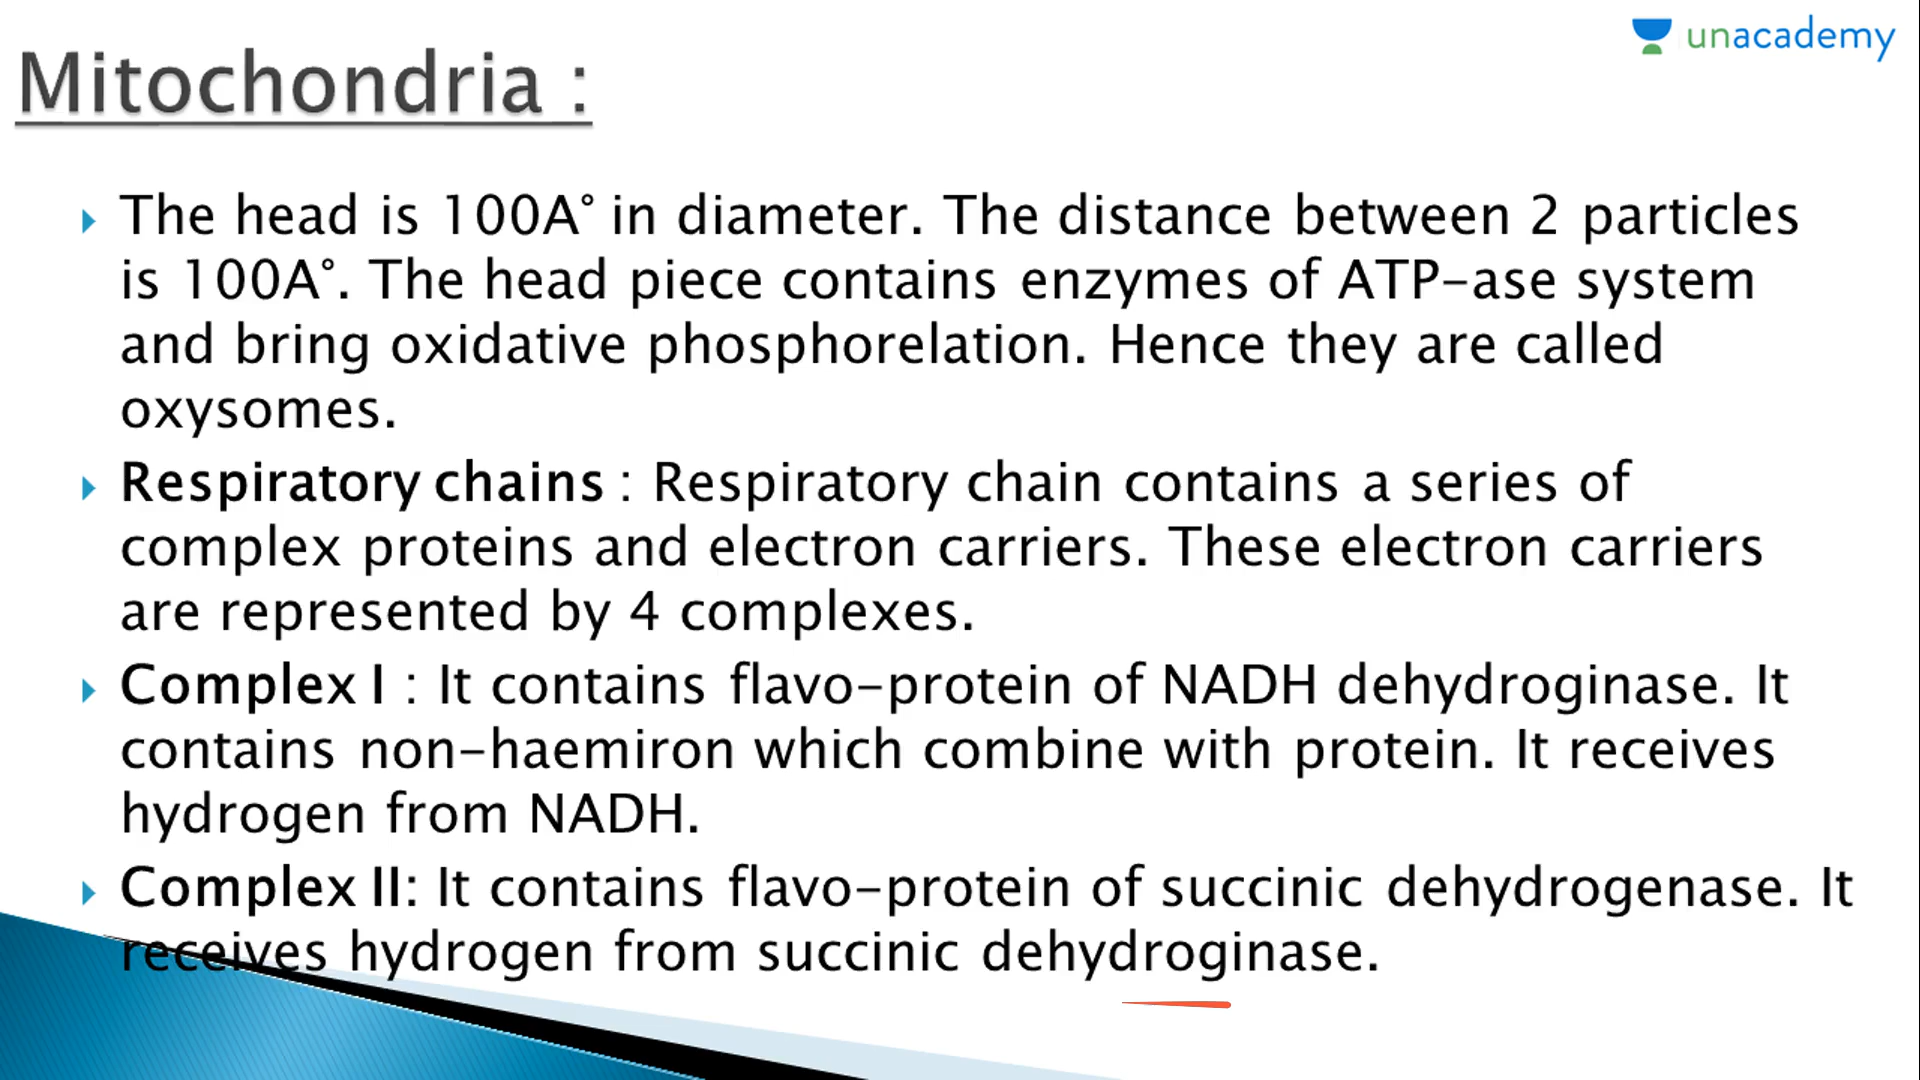 unacademy
Mitochondria :
The head is 100A° in diameter. The distance between 2 particles
is 100A°. The head piece contains enzymes of ATP-ase system
and bring oxidative phosphorelation. Hence they are called
oxysomes.
Respiratory chains : Respiratory chain contains a series of
complex proteins and electron carriers. These electron carriers
are represented by 4 complexes.
Complex I : It contains flavo-protein of NADH dehydroginase. It
contains non-haemiron which combine with protein. It receives
hydrogen from NADH.
Complex II: It contains flavo-protein of succinic dehydrogenase. It
receives hydrogen from succinic dehydroginase.